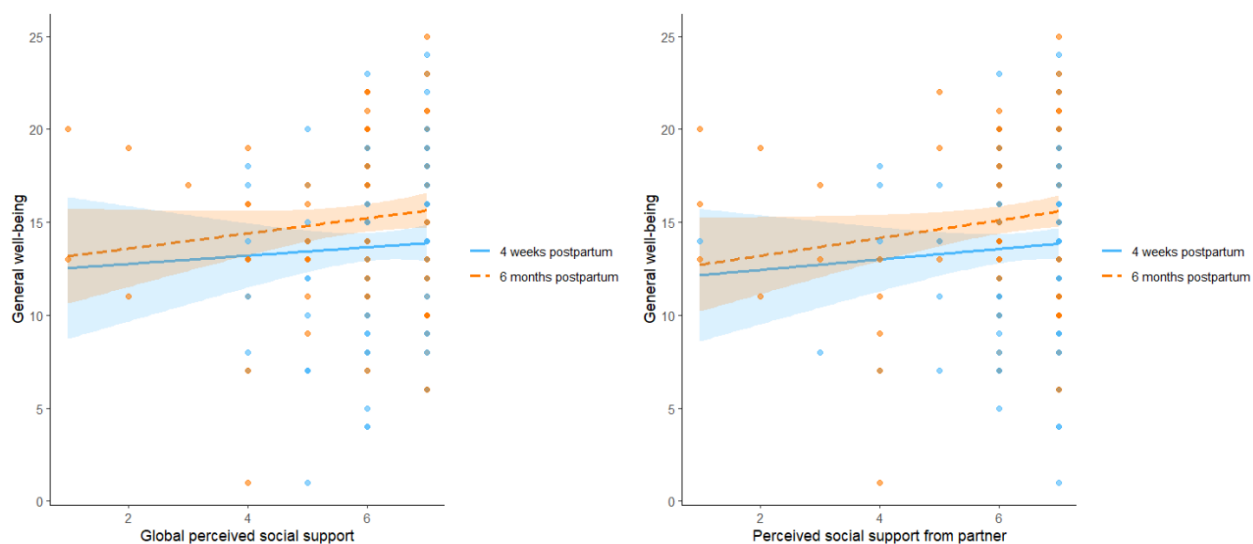 25
20
15
10
5
0
General well-being
2
4
6
Global perceived social support
4 weeks postpartum
6 months postpartum
25
20
15
10
5
0
General well-being
2
4
6
Perceived social support from partner
4 weeks postpartum
6 months postpartum